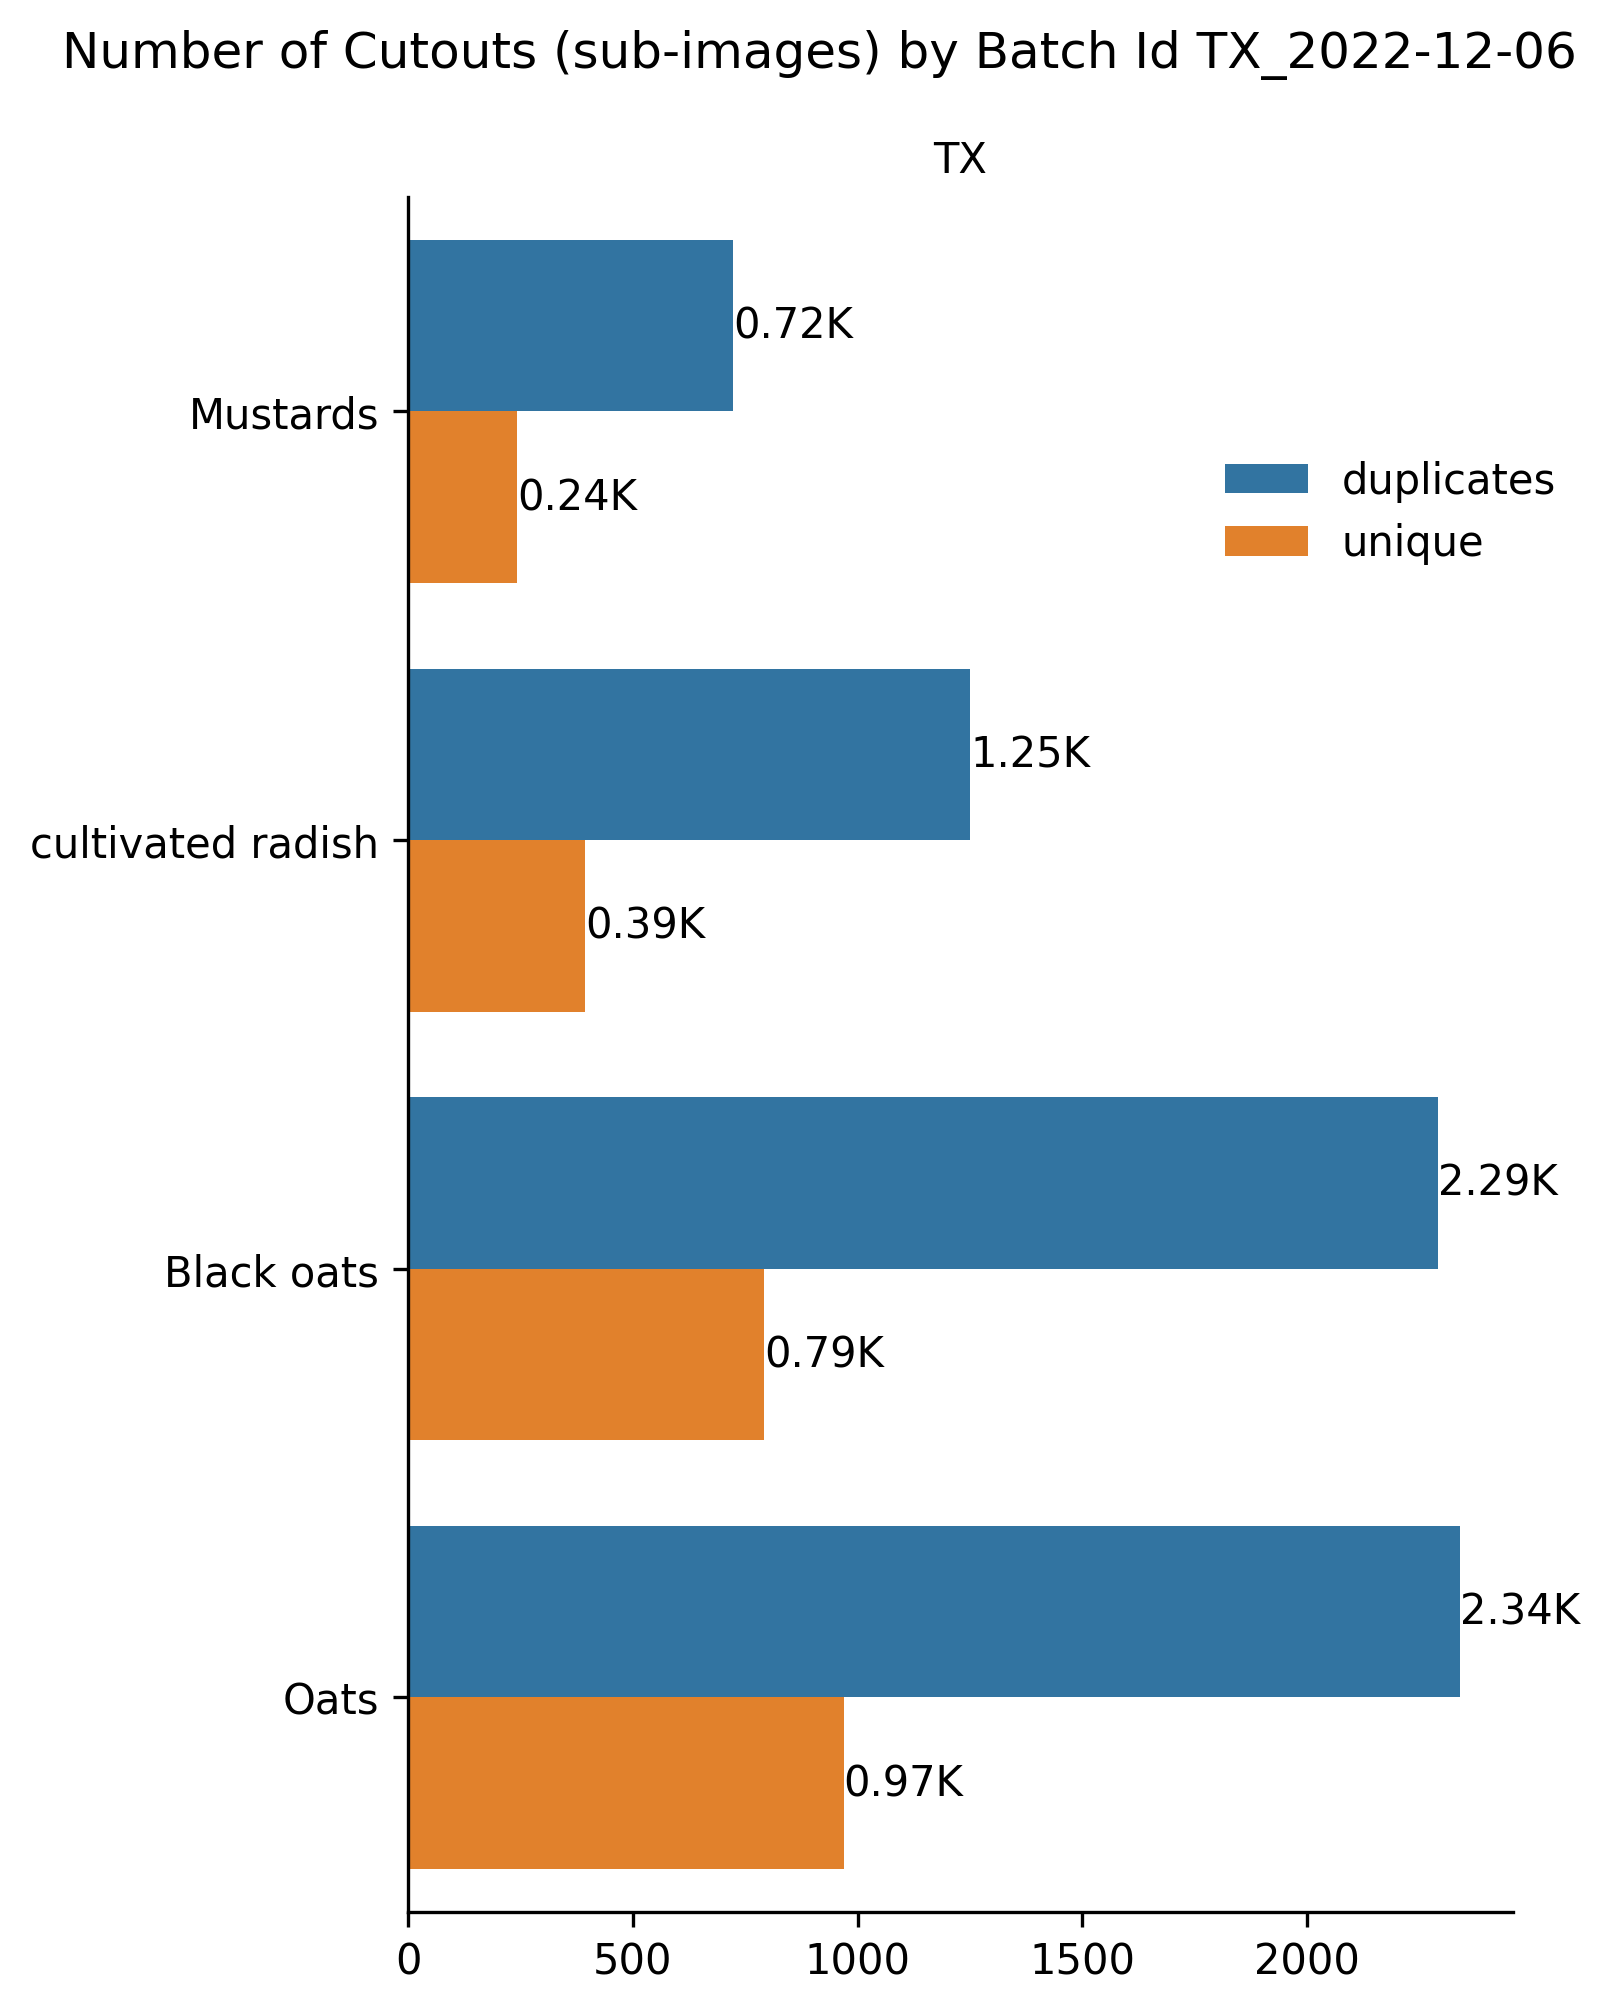 Number of Cutouts (sub-images) by Batch Id TX_2022-12-06
TX
0.72K
Mustards
duplicates
0.24K
unique
1.25K
cultivated radish
0.39K
2.29K
Black oats
0.79K
2.34K
Oats
0.97K
0 500 1000 1500 2000